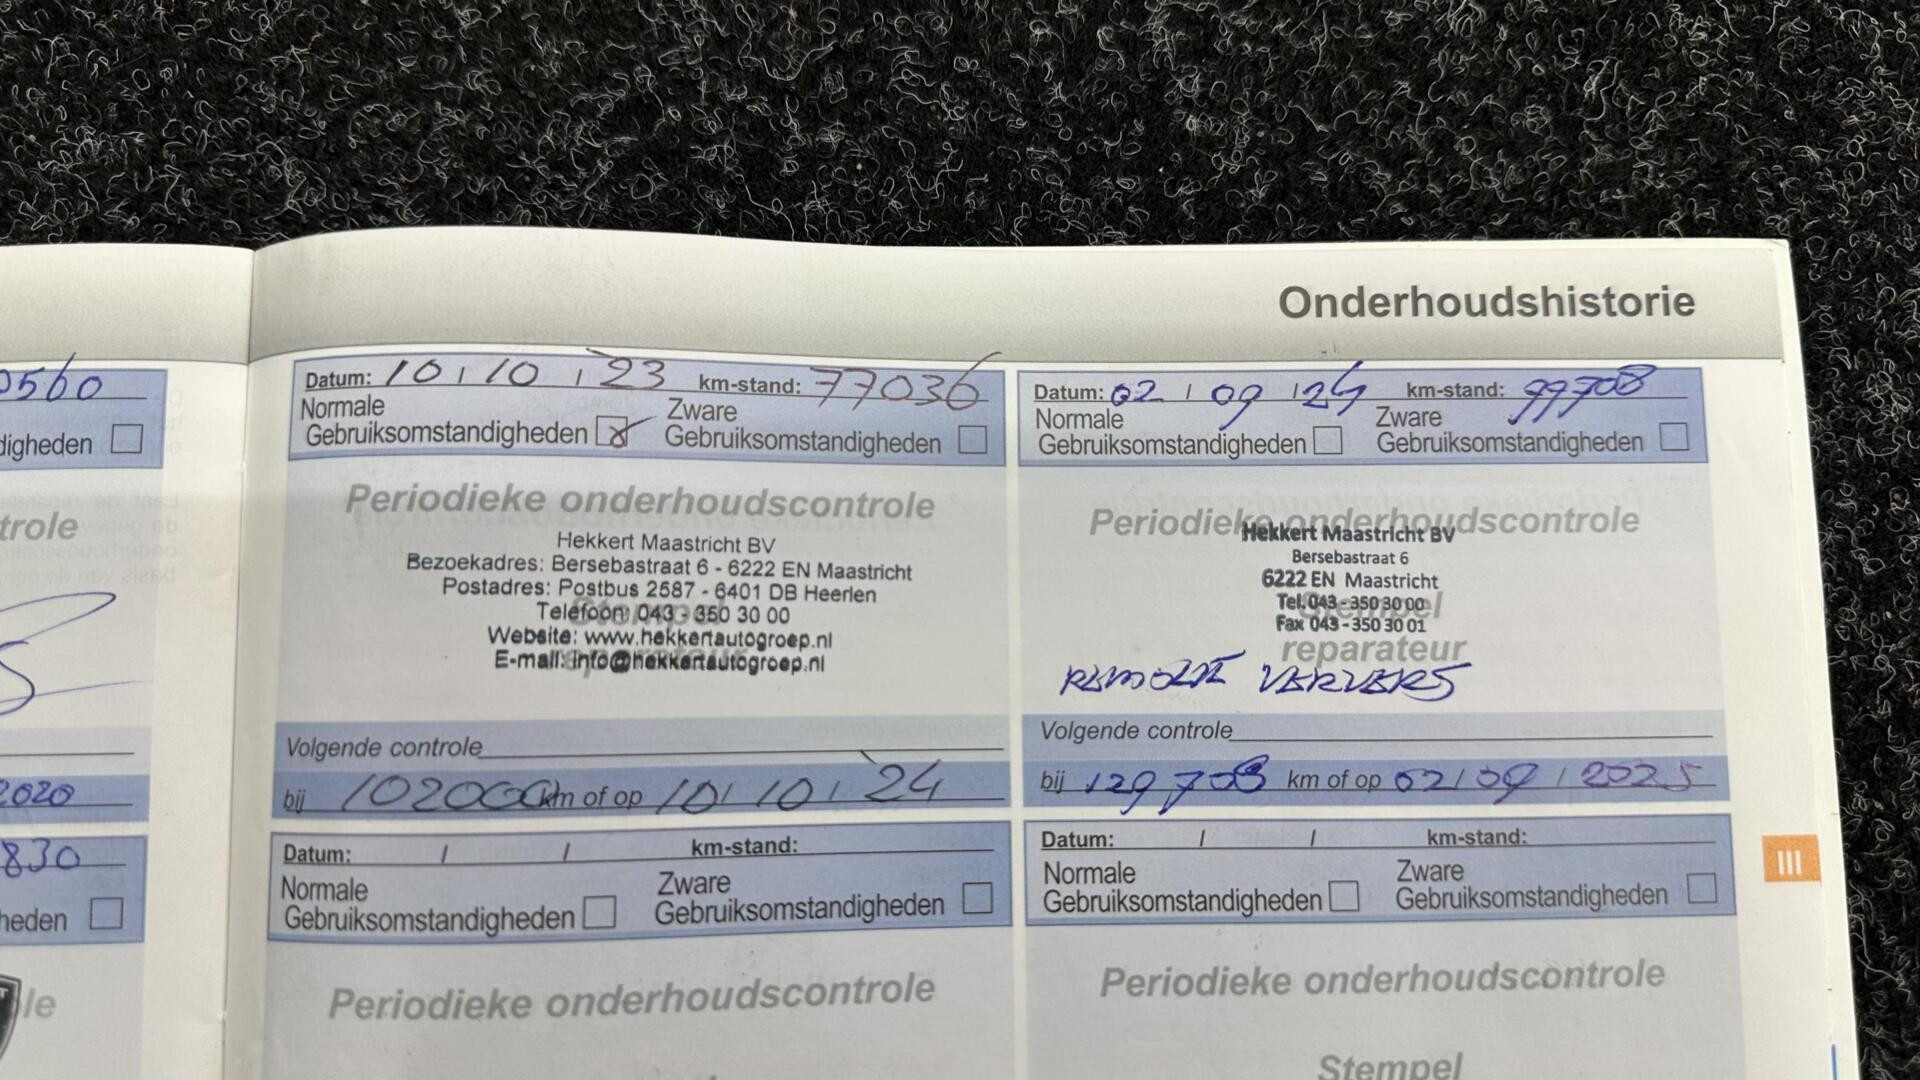 Onderhoudshistorie
0560
digheden
trole
2020
830
heden
le
Datum: 10 / 10 / '23 km-stand: 77036
Normale Zware
Gebruiksomstandigheden x Gebruiksomstandigheden
Periodieke onderhoudscontrole
Hekkert Maastricht BV
Bezoekadres: Bersebastraat 6 - 6222 EN Maastricht
Postadres: Postbus 2587 - 6401 DB Heerlen
Telefoon: 043 - 350 30 00
Website: www.hekkertautogroep.nl
E-mail: info@hekkertautogroep.nl
Stempel
reparateur
Volgende controle
bij 102000 km of op 10 / 10 / '24
Datum: / / km-stand:
Normale Zware
Gebruiksomstandigheden Gebruiksomstandigheden
Periodieke onderhoudscontrole
Datum: 02 / 09 / 24 km-stand: 99708
Normale Zware
Gebruiksomstandigheden Gebruiksomstandigheden
Periodieke onderhoudscontrole
Hekkert Maastricht BV
Bersebastraat 6
6222 EN Maastricht
Tel. 043 - 350 30 00
Fax 043 - 350 30 01
Stempel
reparateur
VERVERS
Volgende controle
bij 129708 km of op 02 / 09 / 2025
Datum: / / km-stand:
Normale Zware
Gebruiksomstandigheden Gebruiksomstandigheden
Periodieke onderhoudscontrole
Stempel
III